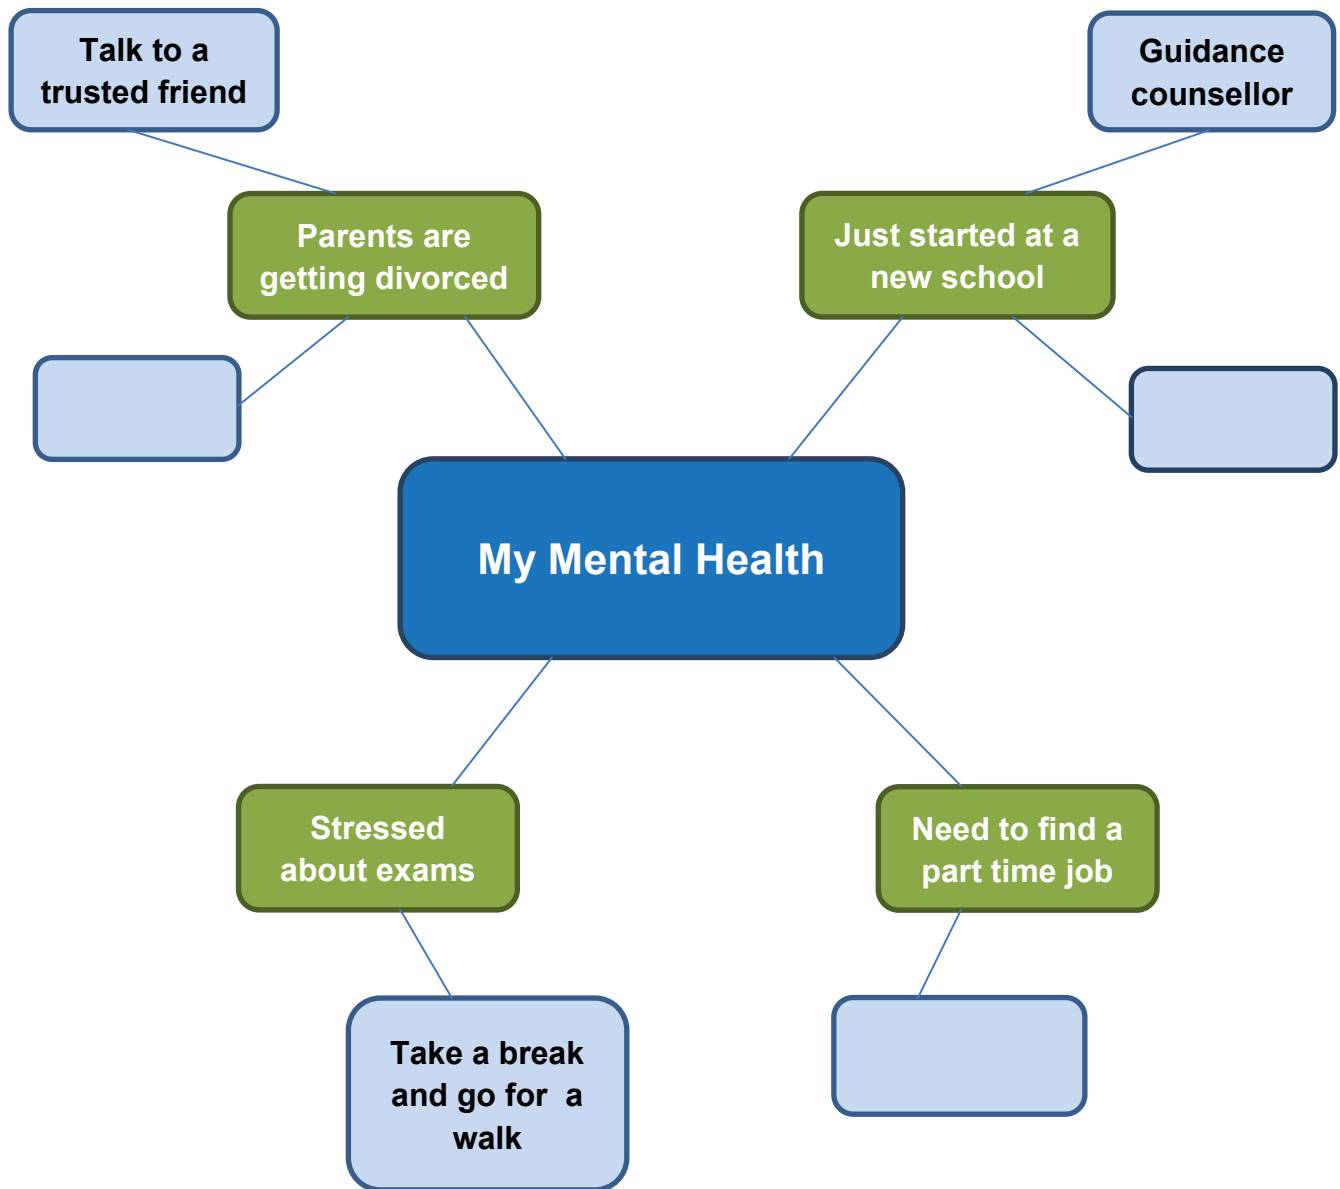 Talk to a
trusted friend
Guidance
counsellor
Parents are
getting divorced
Just started at a
new school
My Mental Health
Stressed
about exams
Need to find a
part time job
Take a break
and go for  a
walk